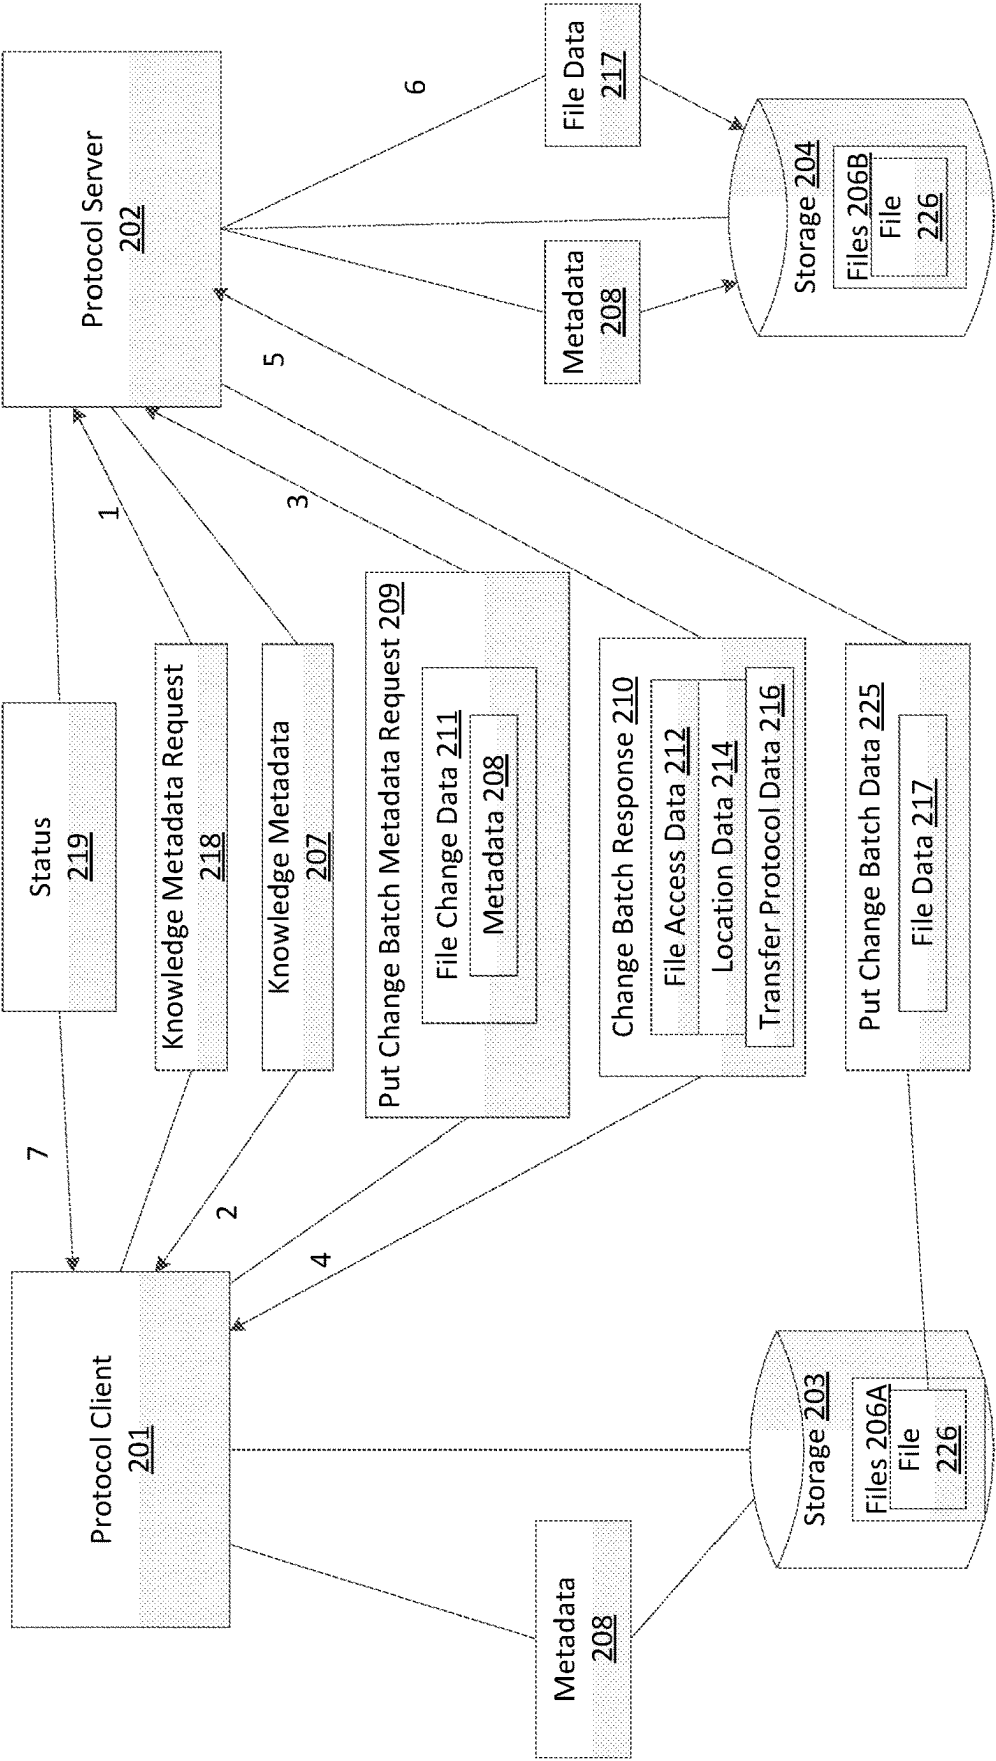 Protocol Client
201
Metadata
208
Storage 203
Files 206A
File
226
7
2
4
Status
219
Knowledge Metadata Request
218
Knowledge Metadata
207
Put Change Batch Metadata Request 209
File Change Data 211
Metadata 208
Change Batch Response 210
File Access Data 212
Location Data 214
Transfer Protocol Data 216
Put Change Batch Data 225
File Data 217
1
3
5
Protocol Server
202
6
Metadata
208
File Data
217
Storage 204
Files 206B
File
226